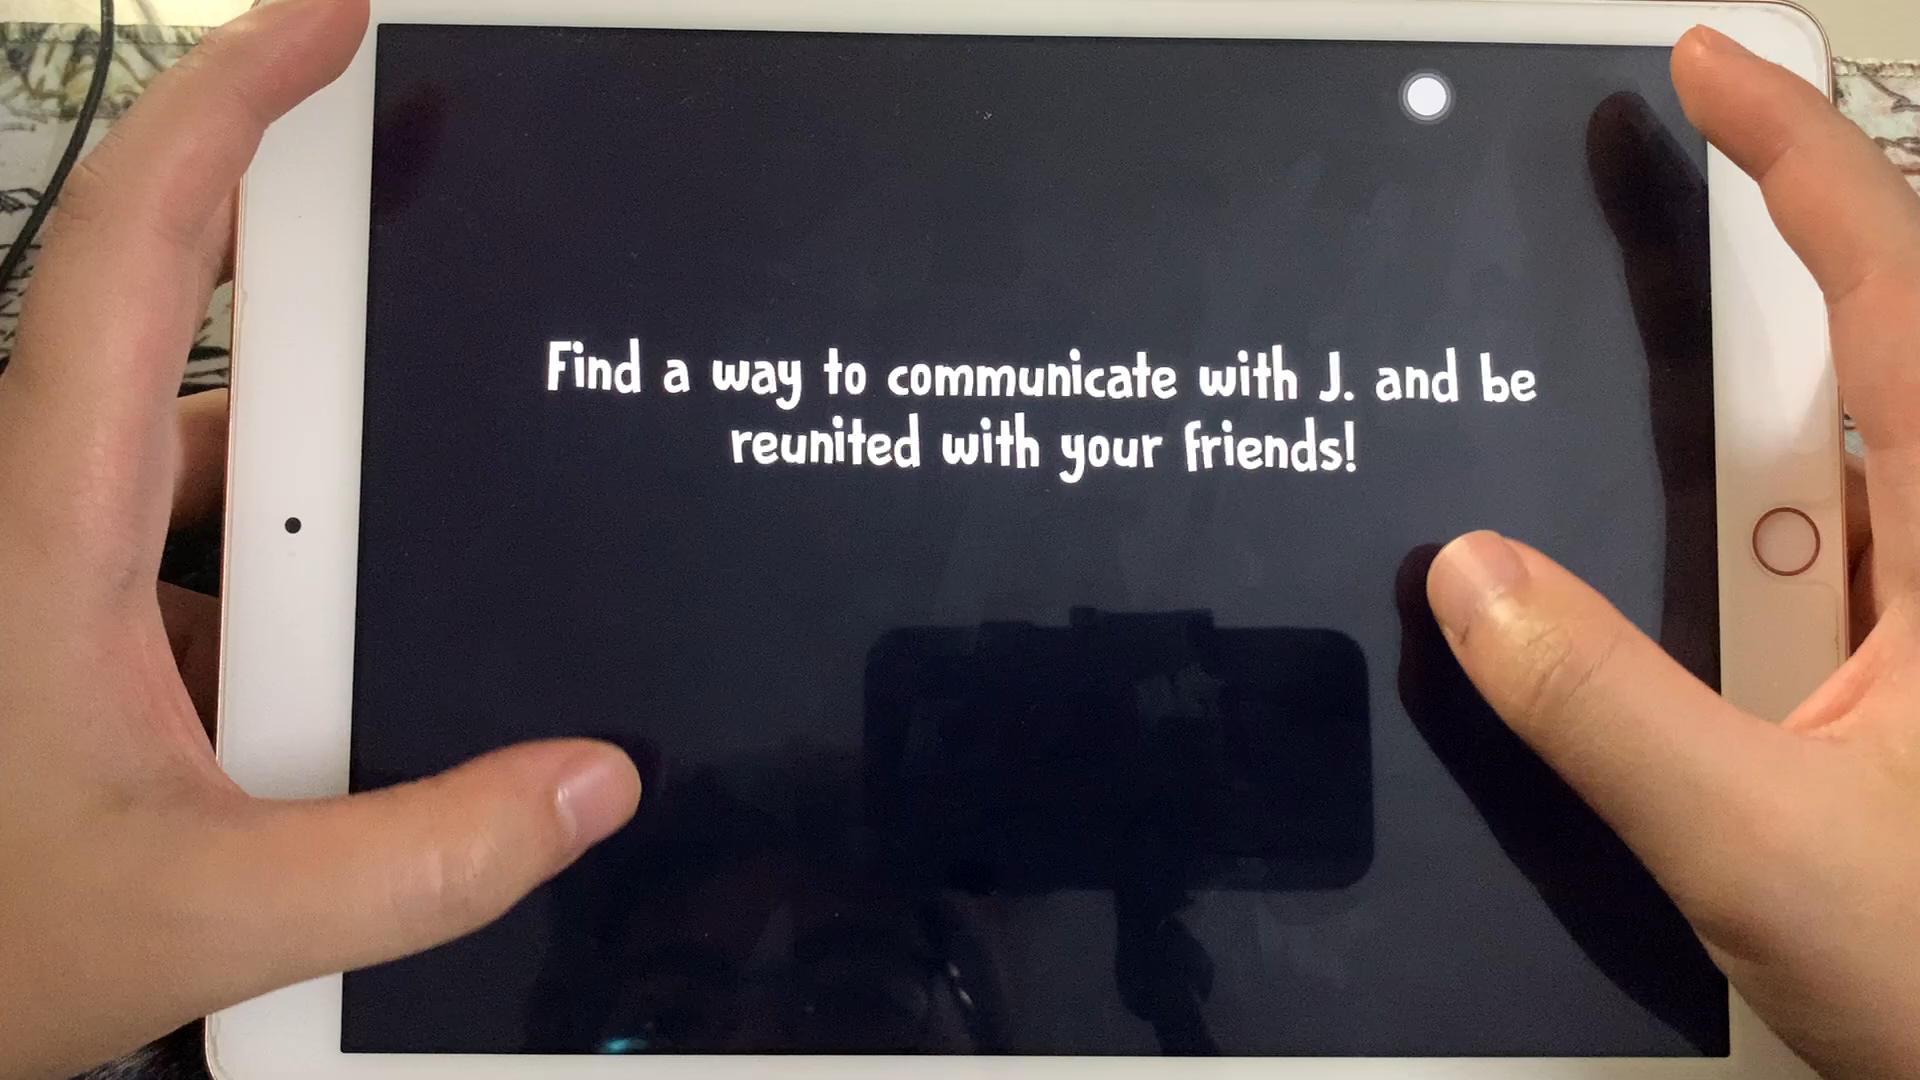 Find a way to communicate with J. and be
reunited with your friends!